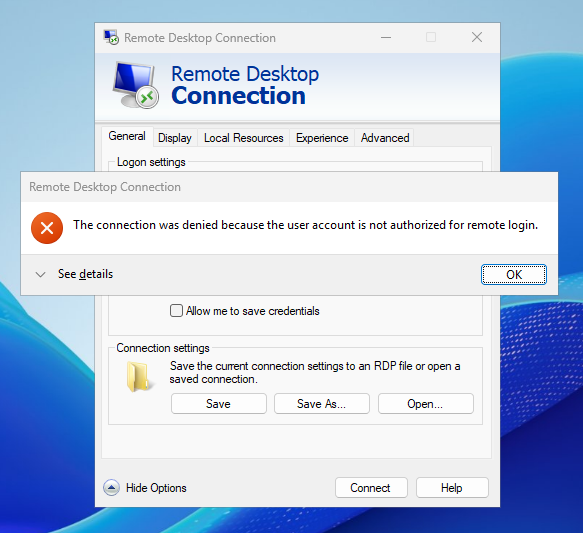 Remote Desktop Connection
Remote Desktop
Connection
General Display Local Resources Experience Advanced
Logon settings
Remote Desktop Connection
The connection was denied because the user account is not authorized for remote login.
See details
OK
Allow me to save credentials
Connection settings
Save the current connection settings to an RDP file or open a
saved connection.
Save Save As... Open...
Hide Options Connect Help